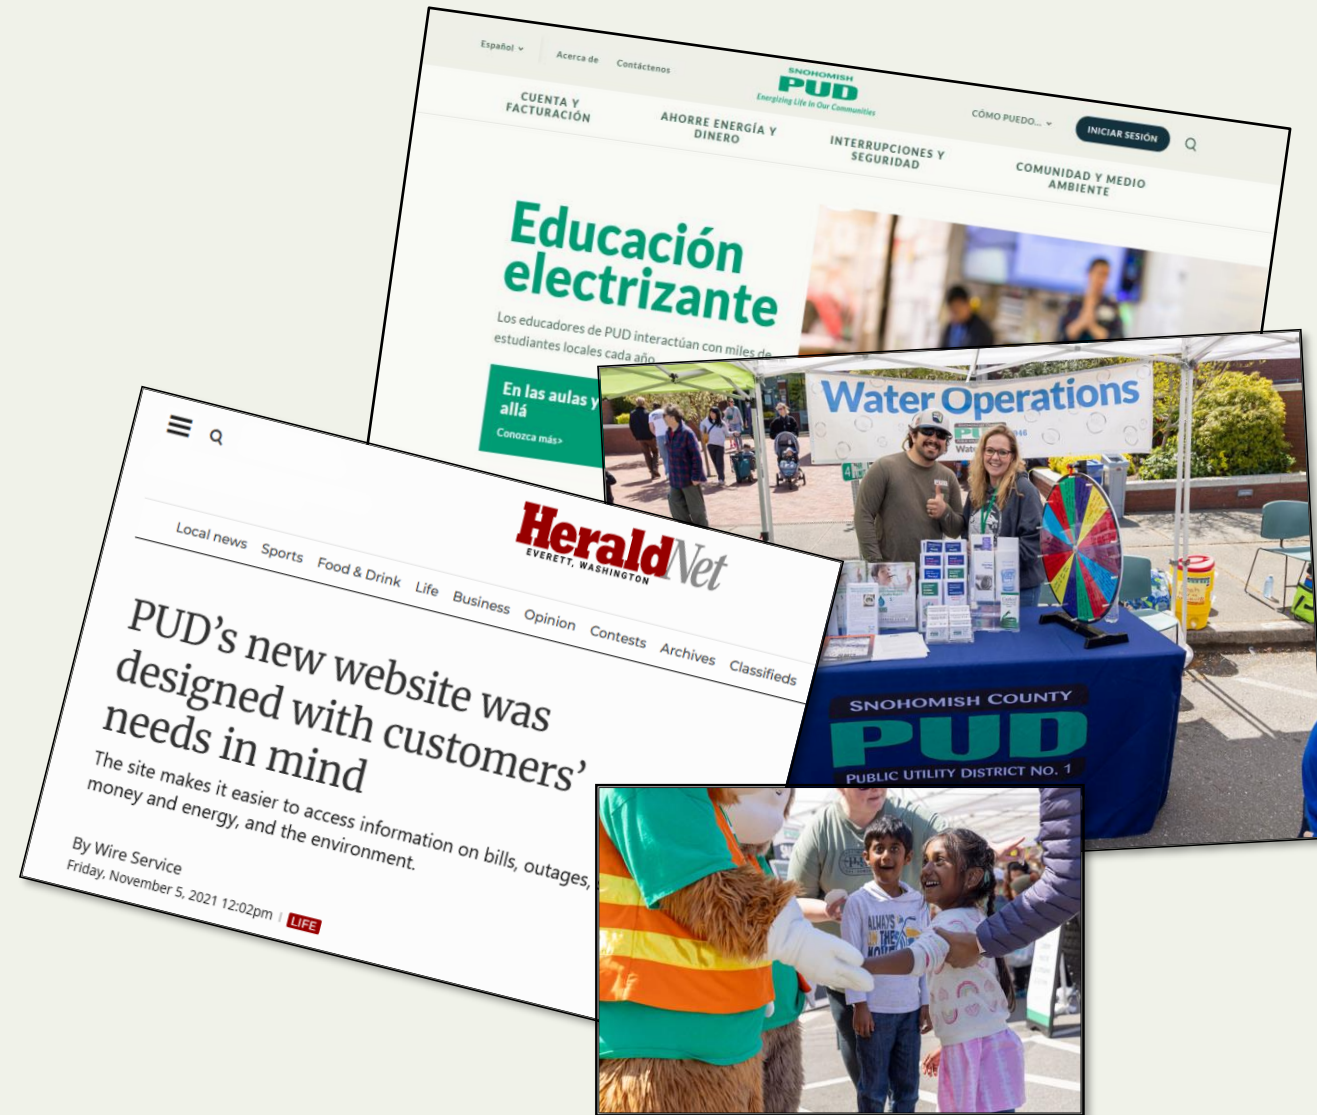 Español
Acerca de
Contáctenos
SNOHOMISH
PUD
Energizing Life In Our Communities
CÓMO PUEDO...
INICIAR SESIÓN
CUENTA Y
FACTURACIÓN
AHORRE ENERGÍA Y
DINERO
INTERRUPCIONES Y
SEGURIDAD
COMUNIDAD Y MEDIO
AMBIENTE
Educación
electrizante
Los educadores de PUD interactúan con miles de
estudiantes locales cada año
En las aulas y
allá
Conozca más>
Water Operations
SNOHOMISH COUNTY
PUD
PUBLIC UTILITY DISTRICT NO. 1
HeraldNet
EVERETT, WASHINGTON
Local news Sports Food & Drink Life Business Opinion Contests Archives Classifieds
PUD's new website was
designed with customers'
needs in mind
The site makes it easier to access information on bills, outages,
money and energy, and the environment.
By Wire Service
Friday, November 5, 2021 12:02pm | LIFE
ALWAYS
ON THE
MOVE